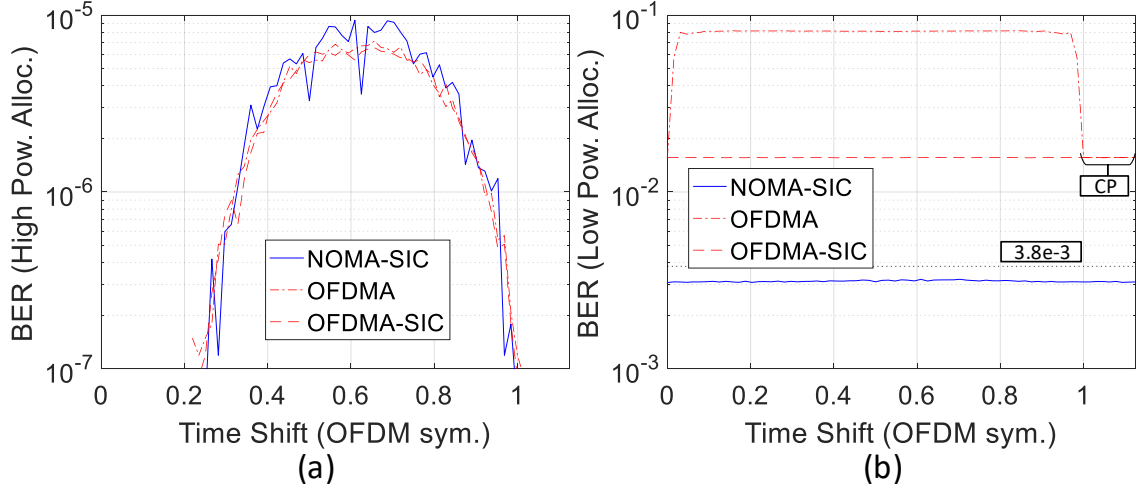 10^-5
10^-6
10^-7
BER (High Pow. Alloc.)
NOMA-SIC
OFDMA
OFDMA-SIC
0 0.2 0.4 0.6 0.8 1
Time Shift (OFDM sym.)
(a)
10^-1
10^-2
10^-3
BER (Low Pow. Alloc.)
CP
NOMA-SIC
OFDMA
OFDMA-SIC
3.8e-3
0 0.2 0.4 0.6 0.8 1
Time Shift (OFDM sym.)
(b)